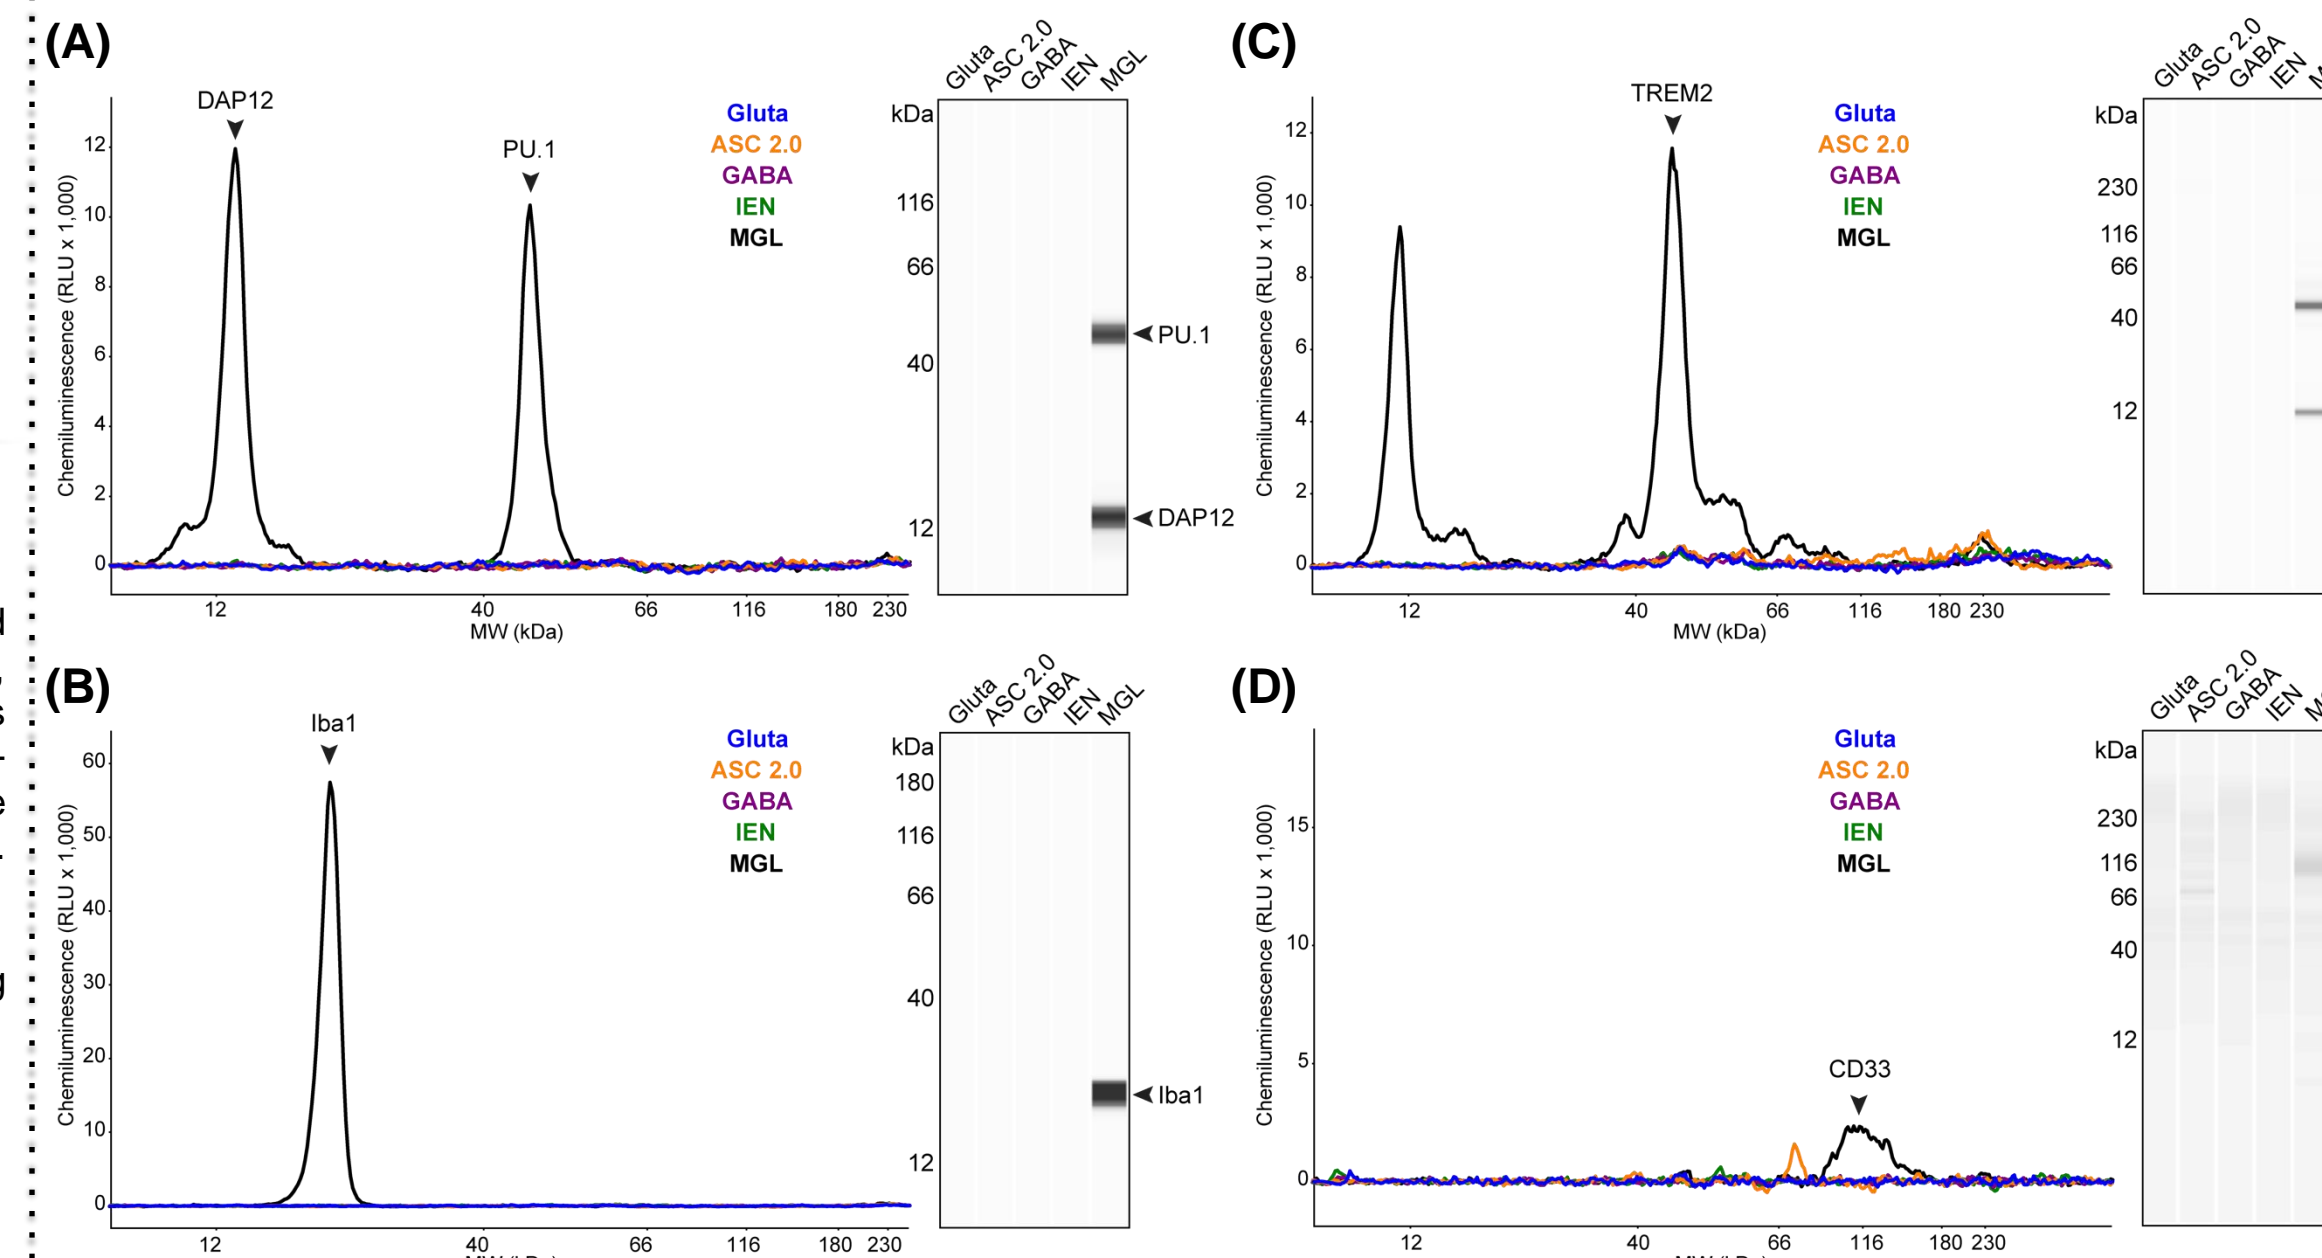 (A)
DAP12
PU.1
Gluta
ASC 2.0
GABA
IEN
MGL
Chemiluminescence (RLU x 1,000)
12
10
8
6
4
2
0
12 40 66 116 180 230
MW (kDa)
Gluta ASC 2.0 GABA IEN MGL
kDa
116
66
40
12
PU.1
DAP12
(C)
TREM2
Gluta
ASC 2.0
GABA
IEN
MGL
Chemiluminescence (RLU x 1,000)
12
10
8
6
4
2
0
12 40 66 116 180 230
MW (kDa)
Gluta ASC 2.0 GABA IEN
kDa
230
116
66
40
12
(B)
Iba1
Gluta
ASC 2.0
GABA
IEN
MGL
Chemiluminescence (RLU x 1,000)
60
50
40
30
20
10
0
12 40 66 116 180 230
MW (kDa)
Gluta ASC 2.0 GABA IEN MGL
kDa
180
116
66
40
12
Iba1
(D)
CD33
Gluta
ASC 2.0
GABA
IEN
MGL
Chemiluminescence (RLU x 1,000)
15
10
5
0
12 40 66 116 180 230
MW (kDa)
Gluta ASC 2.0 GABA IEN
kDa
230
116
66
40
12